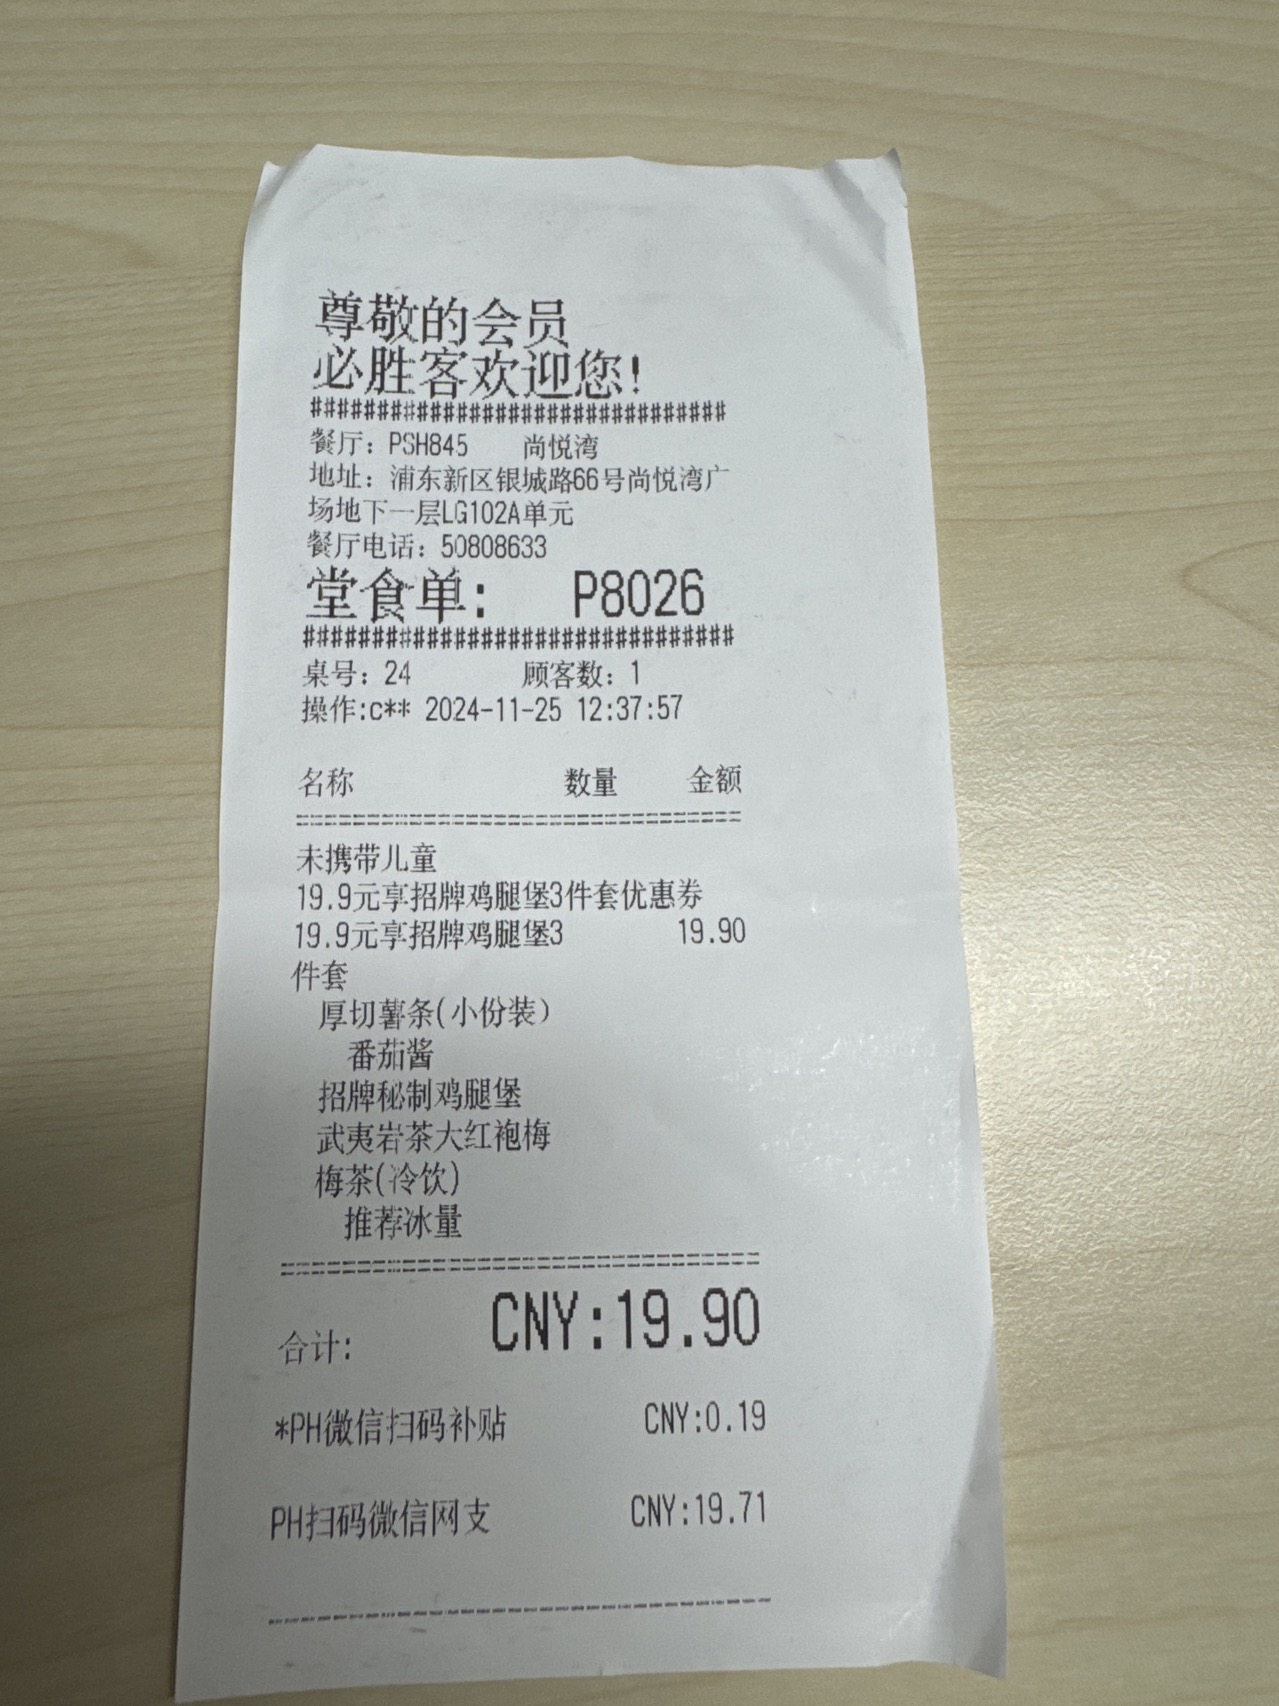 尊敬的会员
必胜客欢迎您!
################################
餐厅: PSH845 尚悦湾
地址: 浦东新区银城路66号尚悦湾广
场地下一层LG102A单元
餐厅电话: 50808633
堂食单: P8026
################################
桌号: 24 顾客数: 1
操作:c** 2024-11-25 12:37:57
名称 数量 金额
================================
未携带儿童
19.9元享招牌鸡腿堡3件套优惠券
19.9元享招牌鸡腿堡3 19.90
件套
厚切薯条(小份装)
番茄酱
招牌秘制鸡腿堡
武夷岩茶大红袍梅
梅茶(冷饮)
推荐冰量
================================
合计: CNY:19.90
*PH微信扫码补贴 CNY:0.19
PH扫码微信网支 CNY:19.71
--------------------------------